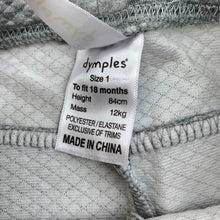 dymples®
Size 1
To fit 18 months
Height 84cm
Mass 12kg
POLYESTER/ELASTANE
EXCLUSIVE OF TRIMS
MADE IN CHINA